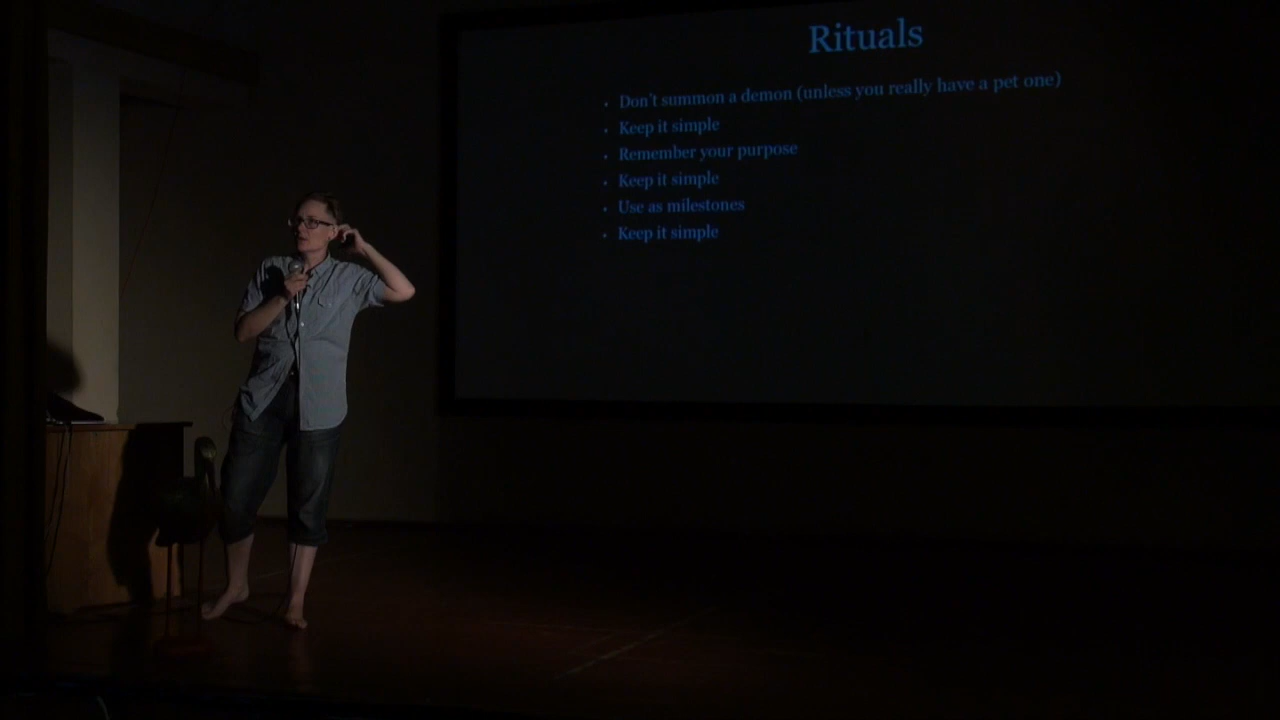 Rituals
Don't summon a demon (unless you really have a pet one)
Keep it simple
Remember your purpose
Keep it simple
Use as milestones
Keep it simple